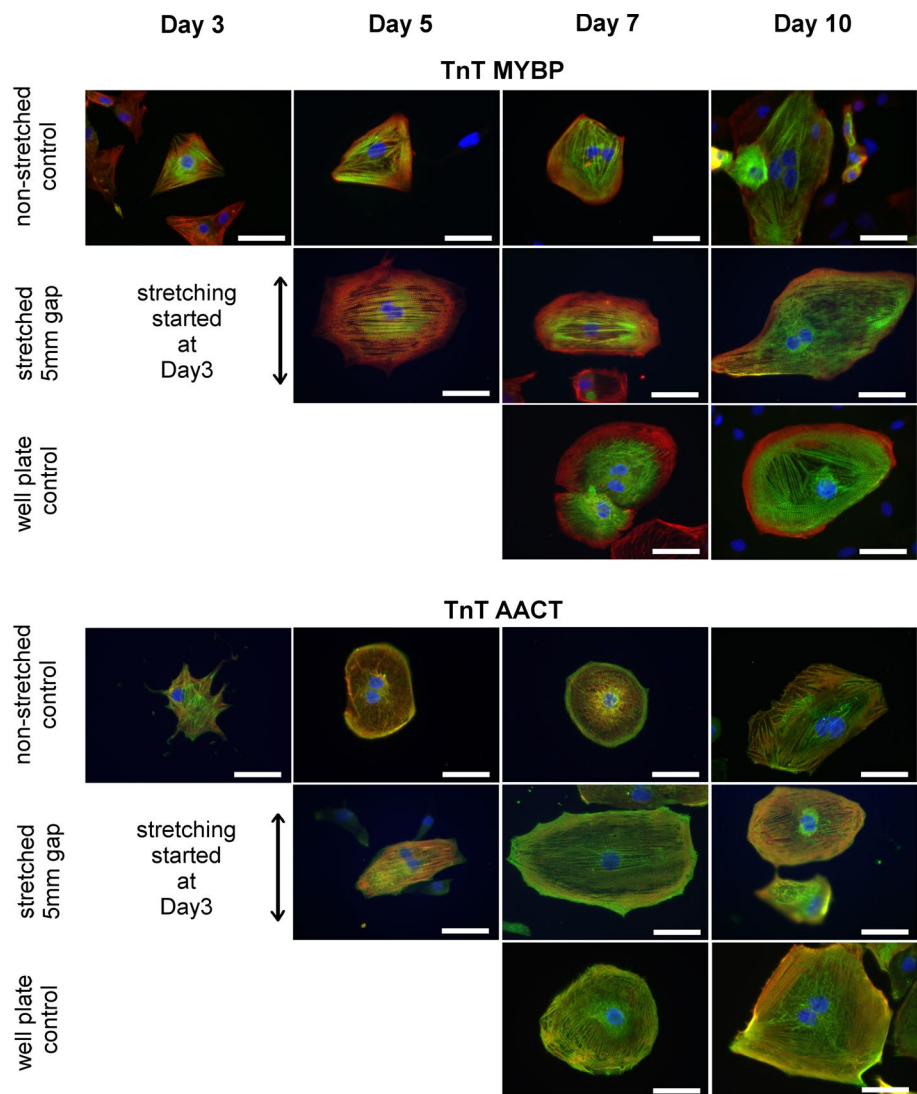 Day 3 Day 5 Day 7 Day 10
TnT MYBP
non-stretched
control
stretched
5mm gap
stretching
started
at
Day3
well plate
control
TnT AACT
non-stretched
control
stretched
5mm gap
stretching
started
at
Day3
well plate
control